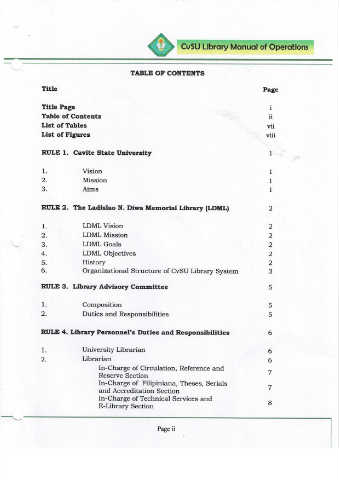 CvSU Library Manual of Operations
TABLE OF CONTENTS
Title Page
Title Page i
Table of Contents ii
List of Tables vii
List of Figures viii
RULE 1. Cavite State University 1
1. Vision 1
2. Mission 1
3. Aims 1
RULE 2. The Ladislao N. Diwa Memorial Library (LDML) 2
1. LDML Vision 2
2. LDML Mission 2
3. LDML Goals 2
4. LDML Objectives 2
5. History 2
6. Organizational Structure of CvSU Library System 3
RULE 3. Library Advisory Committee 5
1. Composition 5
2. Duties and Responsibilities 5
RULE 4. Library Personnel's Duties and Responsibilities 6
1. University Librarian 6
2. Librarian 6
In-Charge of Circulation, Reference and
Reserve Section 7
In-Charge of Filipiniana, Theses, Serials
and Accreditation Section 7
In-Charge of Technical Services and
E-Library Section 8
Page ii